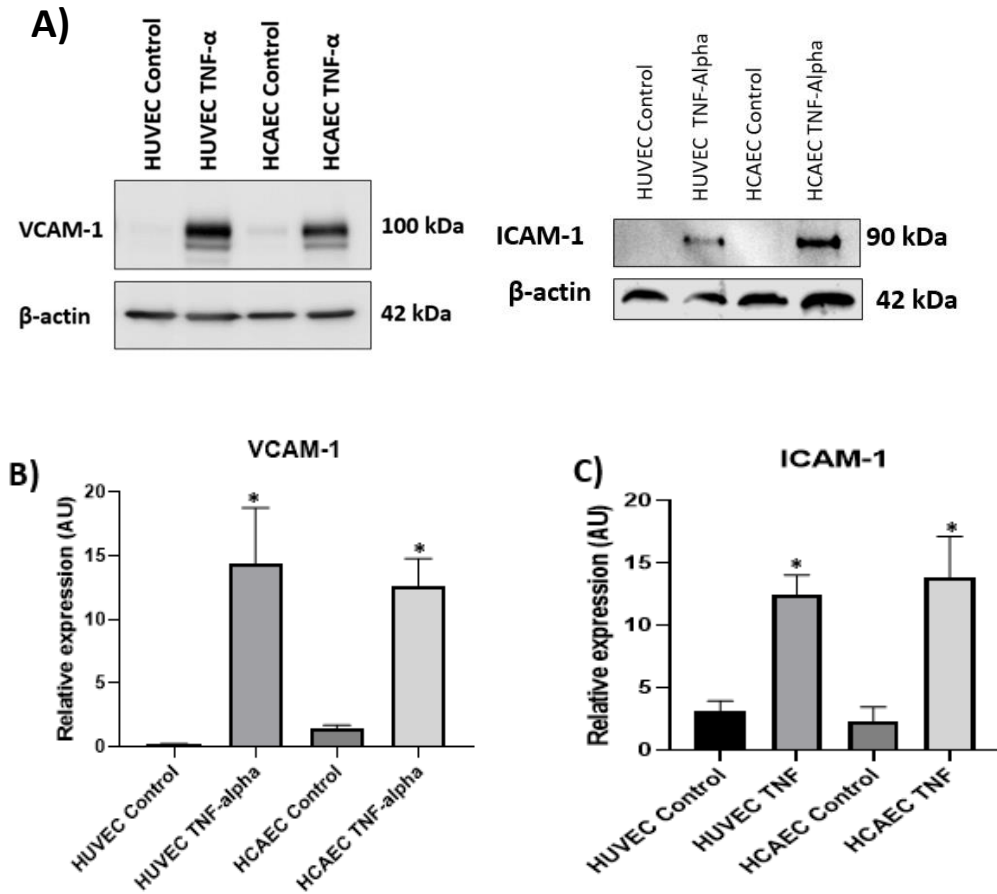 A)
HUVEC Control
HUVEC TNF-α
HCAEC Control
HCAEC TNF-α
VCAM-1
100 kDa
β-actin
42 kDa
HUVEC Control
HUVEC TNF-Alpha
HCAEC Control
HCAEC TNF-Alpha
ICAM-1
90 kDa
β-actin
42 kDa
B)
VCAM-1
Relative expression (AU)
20
15
10
5
0
*
*
HUVEC Control
HUVEC TNF-alpha
HCAEC Control
HCAEC TNF-alpha
C)
ICAM-1
Relative expression (AU)
20
15
10
5
0
*
*
HUVEC Control
HUVEC TNF
HCAEC Control
HCAEC TNF